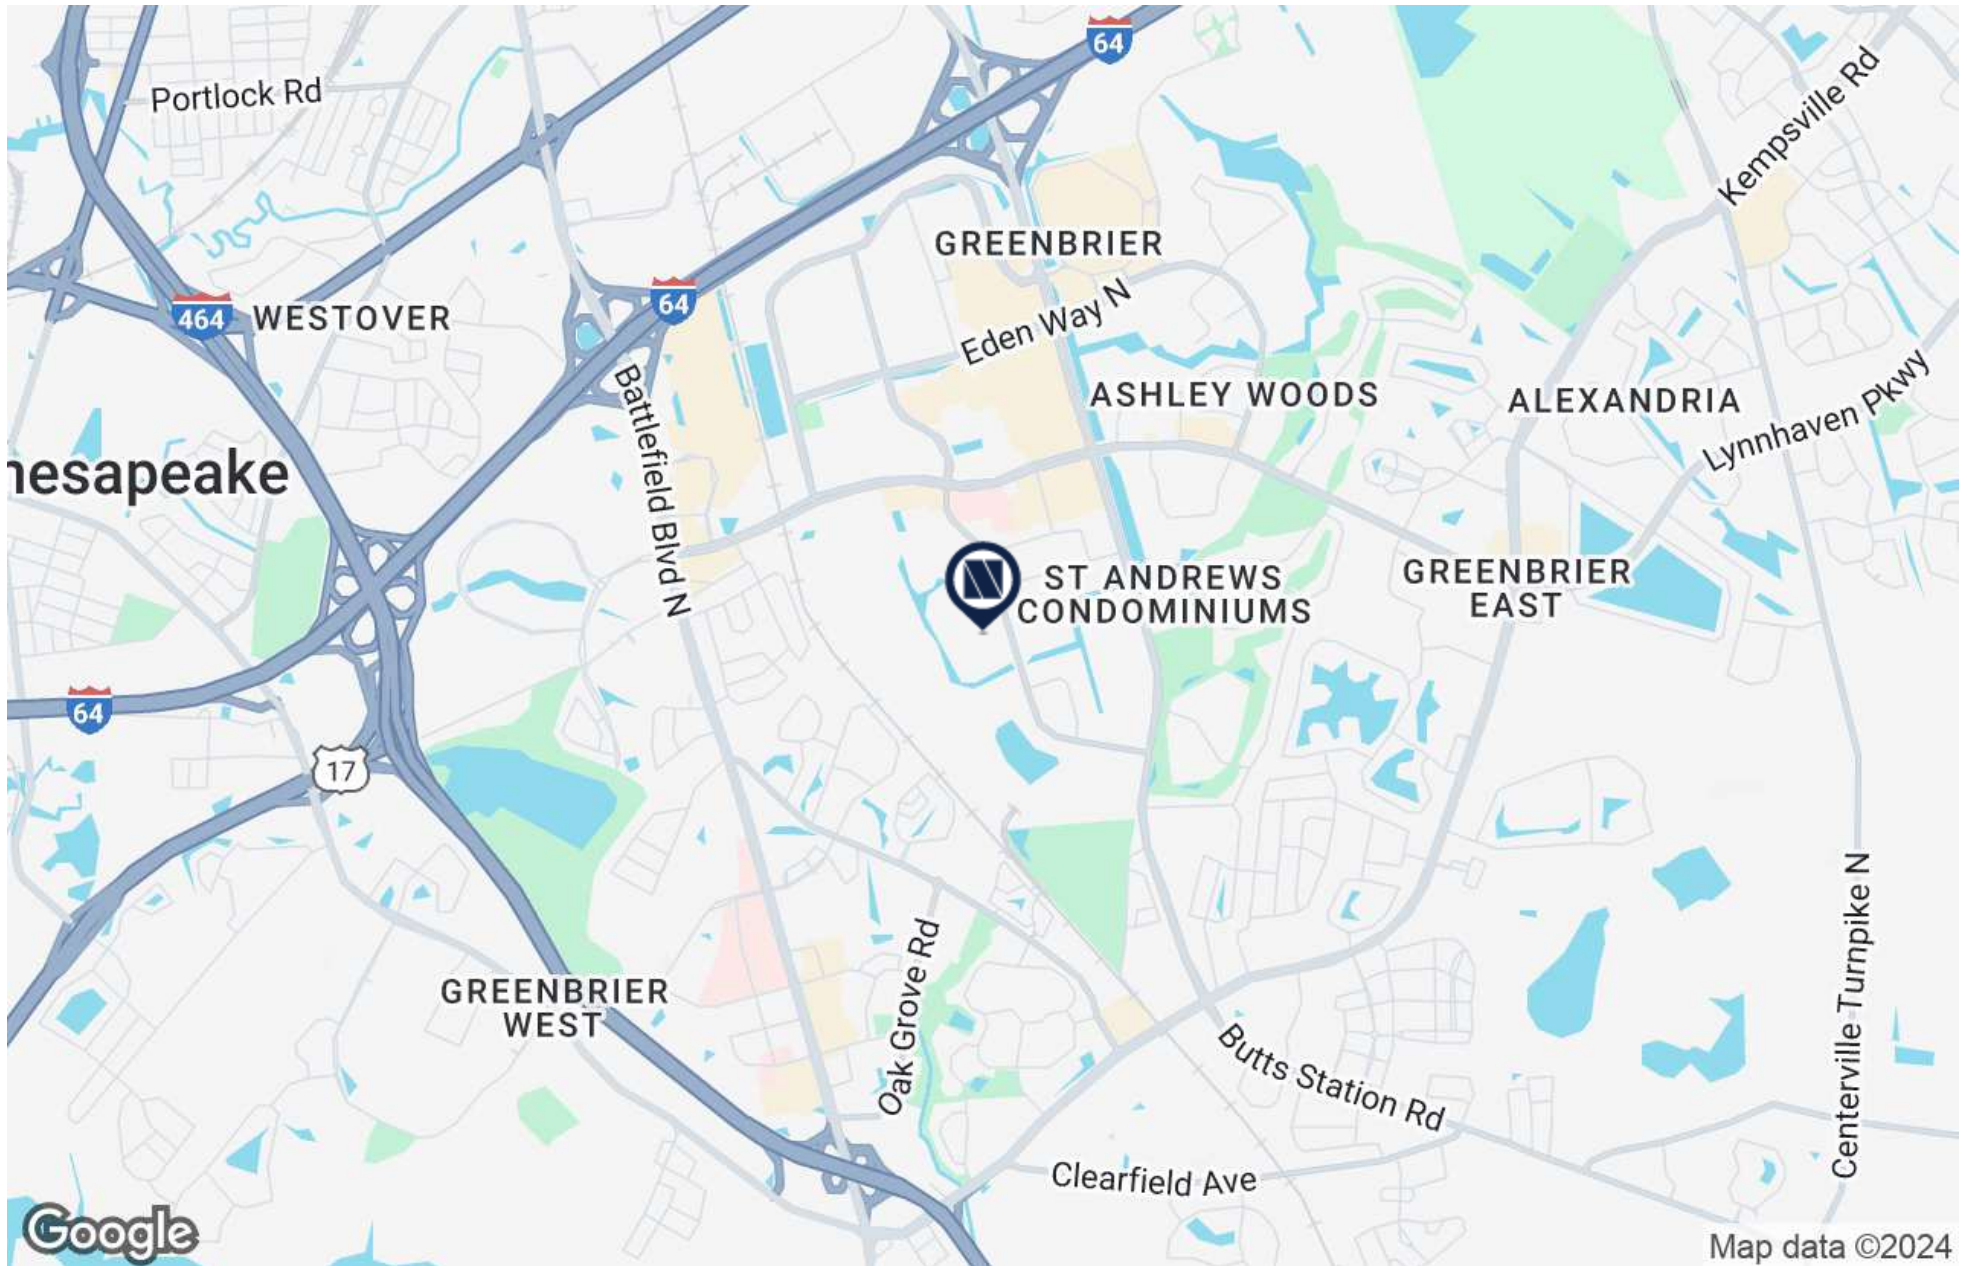 64
Portlock Rd
Kempsville Rd
GREENBRIER
64
464
WESTOVER
Eden Way N
Battlefield Blvd N
ASHLEY WOODS
ALEXANDRIA
Lynnhaven Pkwy
hesapeake
ST ANDREWS
CONDOMINIUMS
GREENBRIER
EAST
64
17
Centerville Turnpike N
Oak Grove Rd
GREENBRIER
WEST
Butts Station Rd
Clearfield Ave
Google
Map data ©2024